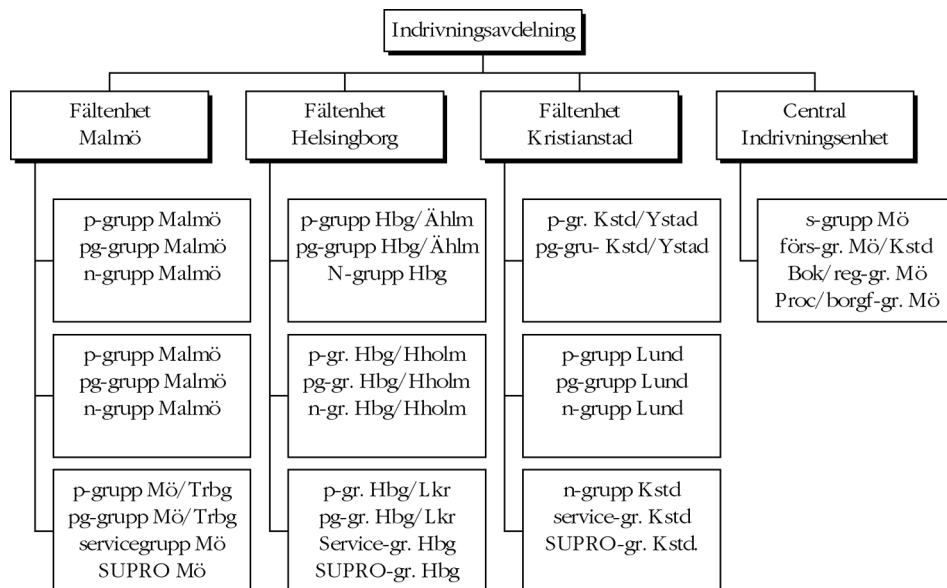 Indrivningsavdelning
Fältenhet
Malmö
p-grupp Malmö
pg-grupp Malmö
n-grupp Malmö
p-grupp Malmö
pg-grupp Malmö
n-grupp Malmö
p-grupp Mö/Trbg
pg-grupp Mö/Trbg
servicegrupp Mö
SUPRO Mö
Fältenhet
Helsingborg
p-grupp Hbg/Ählm
pg-grupp Hbg/Ählm
N-grupp Hbg
p-gr. Hbg/Hholm
pg-gr. Hbg/Hholm
n-gr. Hbg/Hholm
p-gr. Hbg/Lkr
pg-gr. Hbg/Lkr
Service-gr. Hbg
SUPRO-gr. Hbg
Fältenhet
Kristianstad
p-gr. Kstd/Ystad
pg-gru- Kstd/Ystad
p-grupp Lund
pg-grupp Lund
n-grupp Lund
n-grupp Kstd
service-gr. Kstd
SUPRO-gr. Kstd.
Central
Indrivningsenhet
s-grupp Mö
förs-gr. Mö/Kstd
Bok/reg-gr. Mö
Proc/borgf-gr. Mö